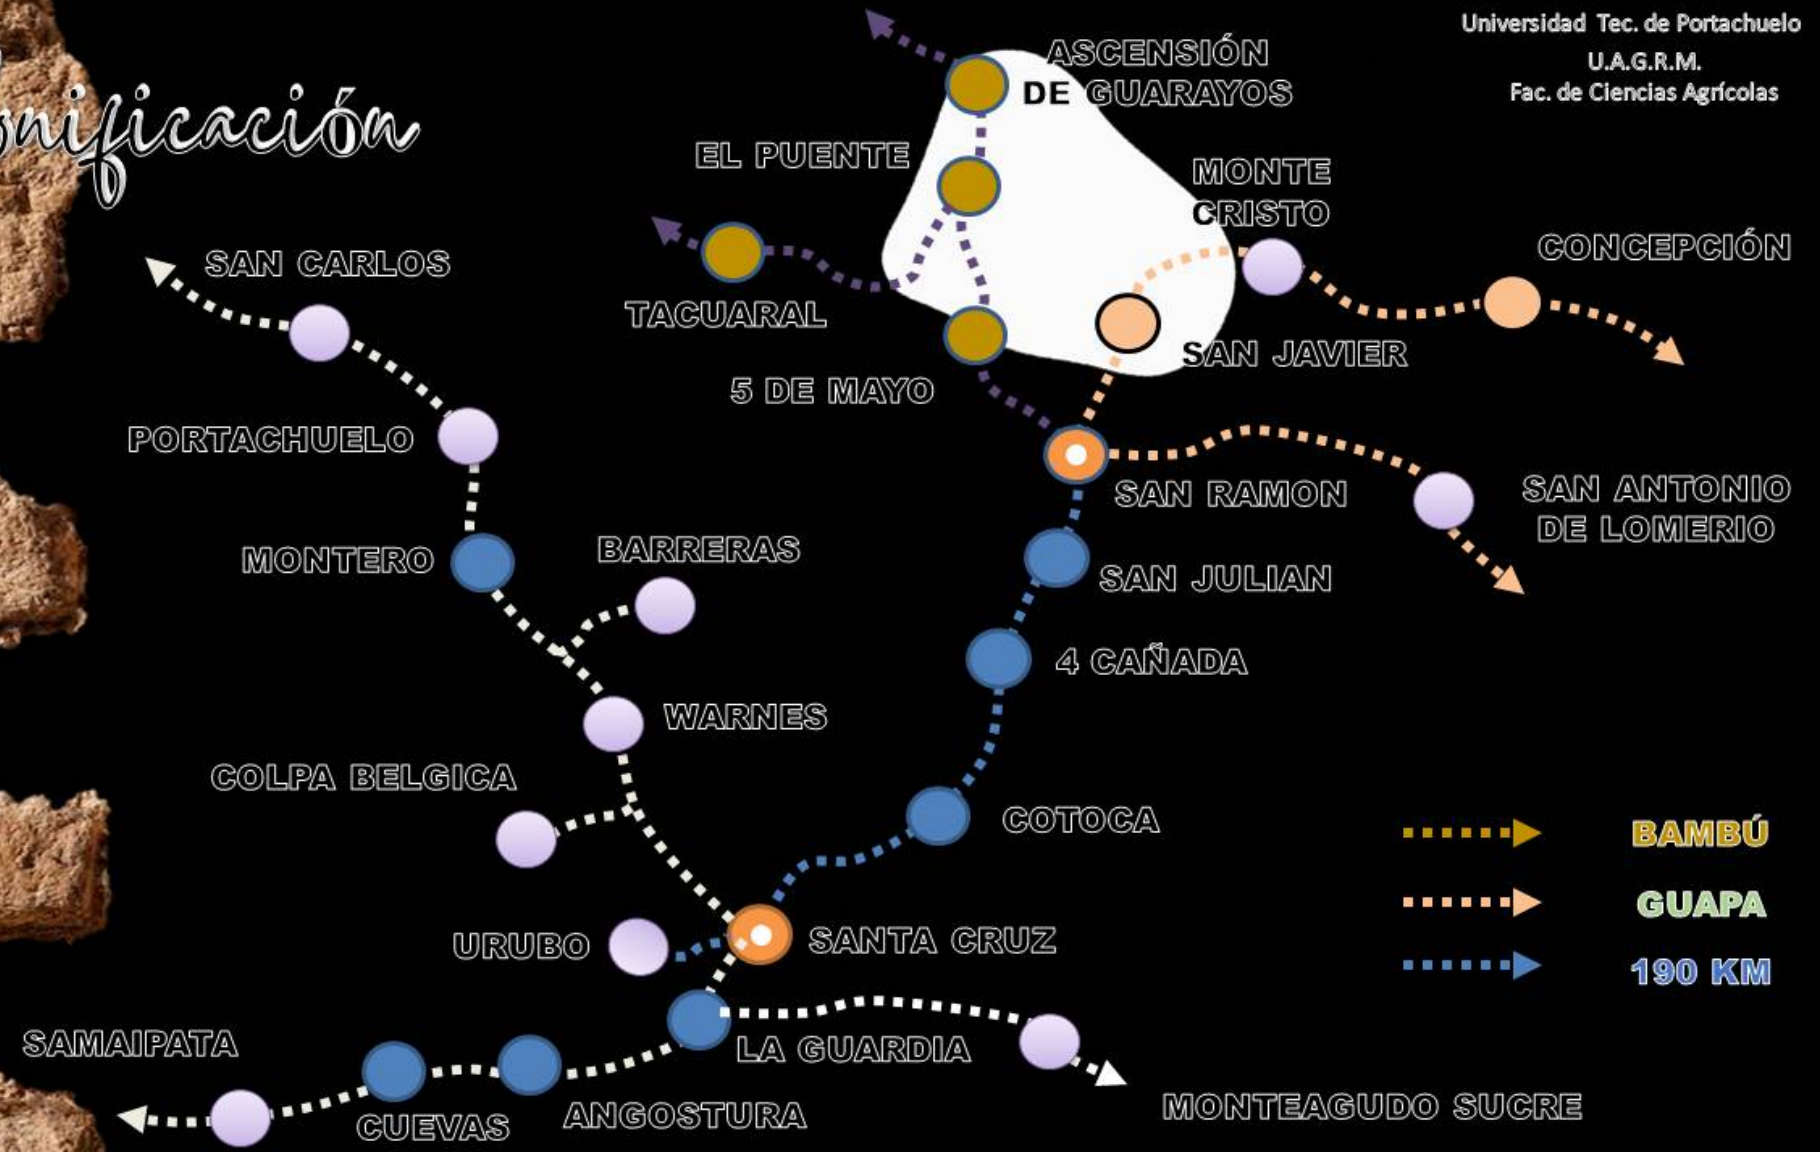 Universidad Tec. de Portachuelo
U.A.G.R.M.
Fac. de Ciencias Agrícolas
ASCENSIÓN
DE GUARAYOS
EL PUENTE
MONTE
CRISTO
CONCEPCIÓN
SAN CARLOS
TACUARAL
SAN JAVIER
5 DE MAYO
PORTACHUELO
SAN RAMON
SAN ANTONIO
DE LOMERIO
MONTERO
BARRERAS
SAN JULIAN
4 CAÑADA
WARNES
COLPA BELGICA
COTOCA
BAMBÚ
GUAPA
190 KM
URUBO
SANTA CRUZ
SAMAIPATA
LA GUARDIA
CUEVAS
ANGOSTURA
MONTEAGUDO SUCRE